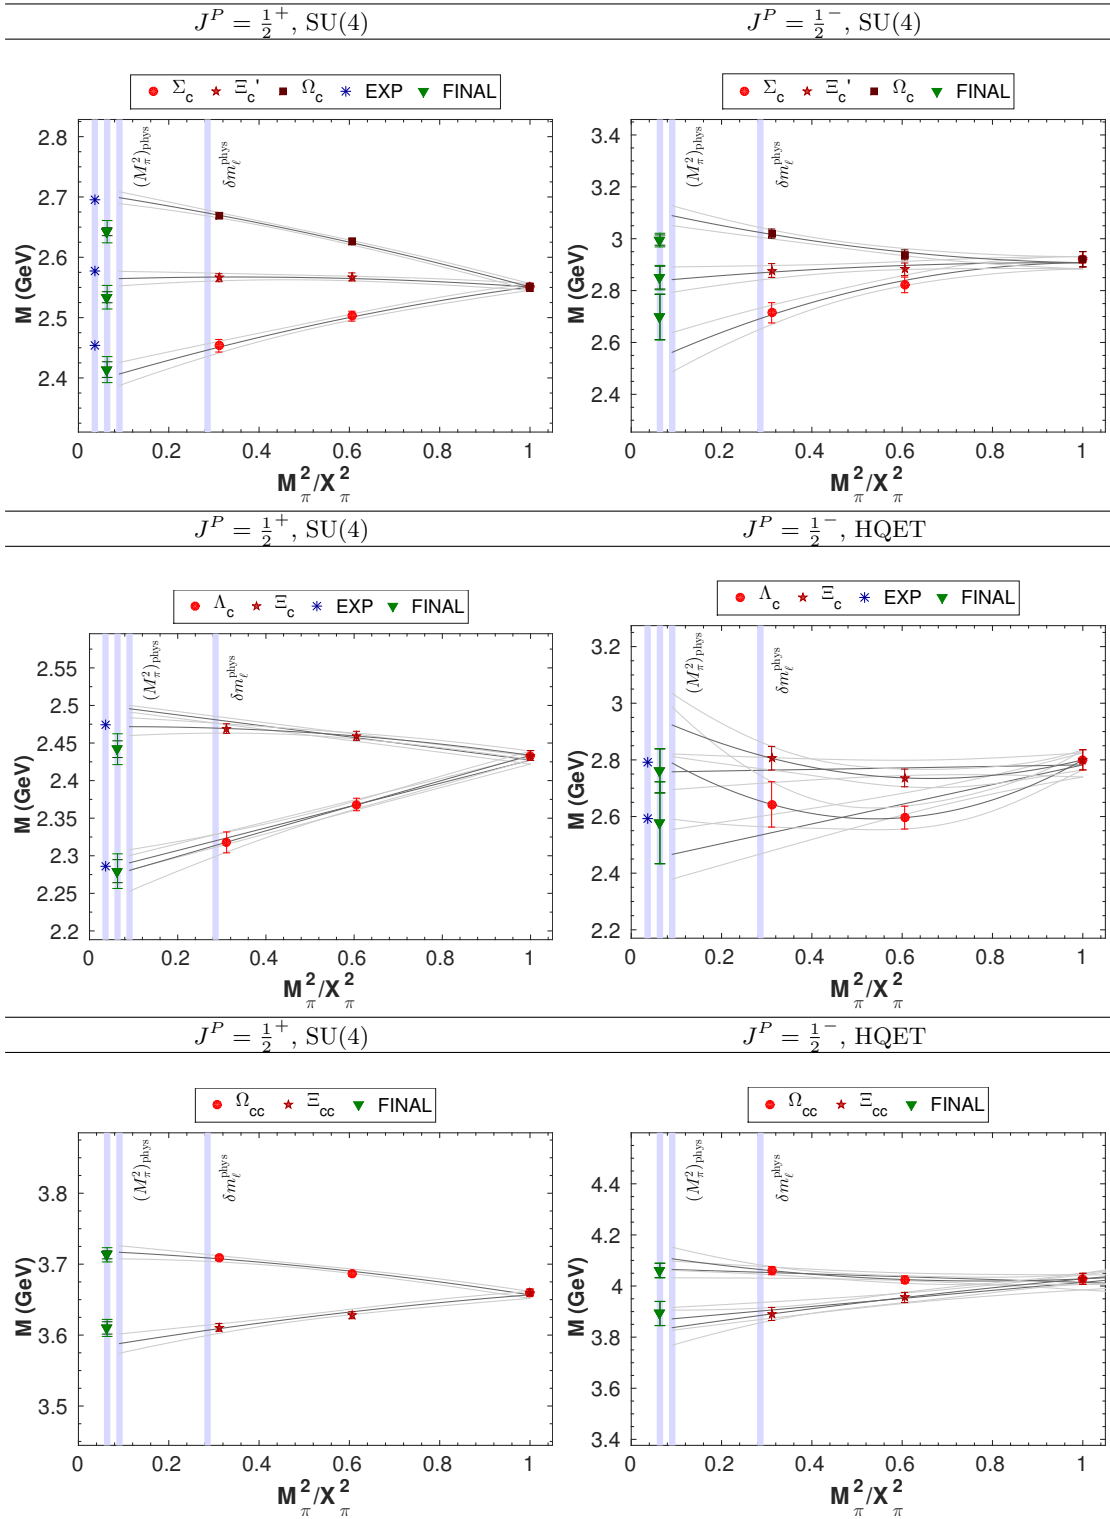 J^P = 1/2^+, SU(4)
J^P = 1/2^-, SU(4)
Σ_c Ξ_c' Ω_c EXP FINAL
Σ_c Ξ_c' Ω_c FINAL
M (GeV)
2.8
2.7
2.6
2.5
2.4
(M_π^2)_phys
δm_ℓ^phys
0 0.2 0.4 0.6 0.8 1
M_π^2/X_π^2
M (GeV)
3.4
3.2
3
2.8
2.6
2.4
(M_π^2)_phys
δm_ℓ^phys
0 0.2 0.4 0.6 0.8 1
M_π^2/X_π^2
J^P = 1/2^+, SU(4)
J^P = 1/2^-, HQET
Λ_c Ξ_c EXP FINAL
Λ_c Ξ_c EXP FINAL
M (GeV)
2.55
2.5
2.45
2.4
2.35
2.3
2.25
2.2
(M_π^2)_phys
δm_ℓ^phys
0 0.2 0.4 0.6 0.8 1
M_π^2/X_π^2
M (GeV)
3.2
3
2.8
2.6
2.4
2.2
(M_π^2)_phys
δm_ℓ^phys
0 0.2 0.4 0.6 0.8 1
M_π^2/X_π^2
J^P = 1/2^+, SU(4)
J^P = 1/2^-, HQET
Ω_cc Ξ_cc FINAL
Ω_cc Ξ_cc FINAL
M (GeV)
3.8
3.7
3.6
3.5
(M_π^2)_phys
δm_ℓ^phys
0 0.2 0.4 0.6 0.8 1
M_π^2/X_π^2
M (GeV)
4.4
4.2
4
3.8
3.6
3.4
(M_π^2)_phys
δm_ℓ^phys
0 0.2 0.4 0.6 0.8 1
M_π^2/X_π^2